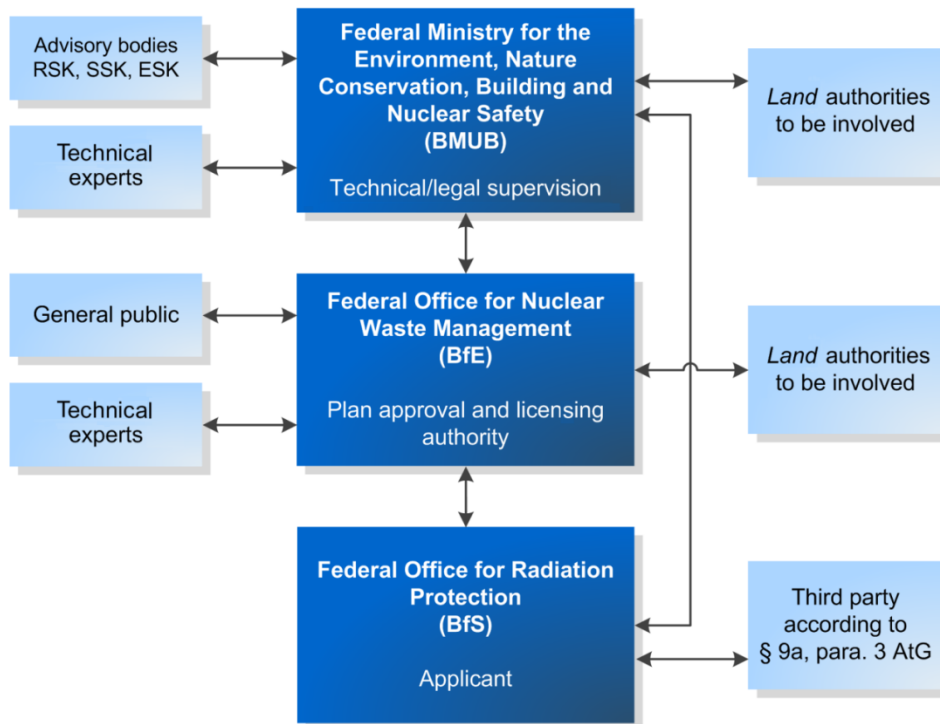 Advisory bodies
RSK, SSK, ESK
Technical
experts
Federal Ministry for the
Environment, Nature
Conservation, Building and
Nuclear Safety
(BMUB)
Technical/legal supervision
Land authorities
to be involved
General public
Technical
experts
Federal Office for Nuclear
Waste Management
(BfE)
Plan approval and licensing
authority
Land authorities
to be involved
Federal Office for Radiation
Protection
(BfS)
Applicant
Third party
according to
§ 9a, para. 3 AtG